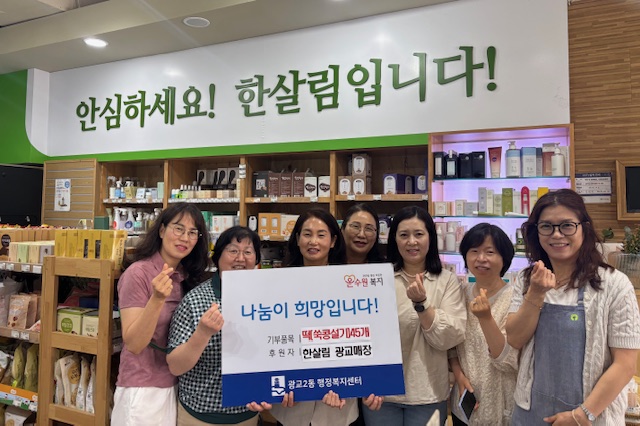 안심하세요! 한살림입니다!
온수원 복지
나눔이 희망입니다!
기부품목 떡(쑥콩설기)45개
후 원 자 한살림 광교매장
광교2동 행정복지센터